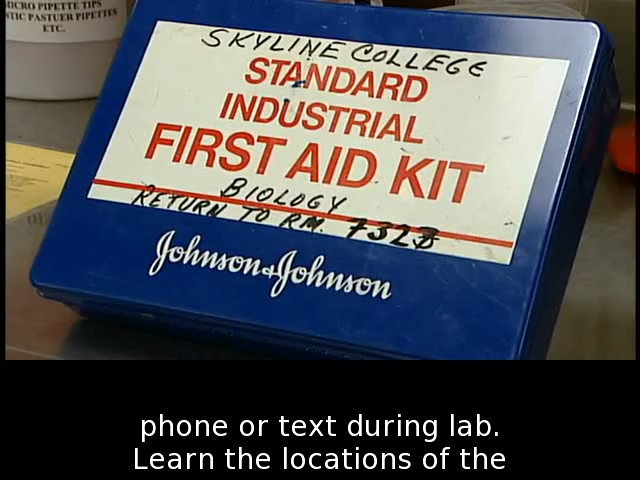 MICRO PIPETTE TIPS
STIC PASTUER PIPETTES
ETC.
SKYLINE COLLEGE
STANDARD
INDUSTRIAL
FIRST AID KIT
BIOLOGY
RETURN TO RM.
Johnson & Johnson
phone or text during lab.
Learn the locations of the